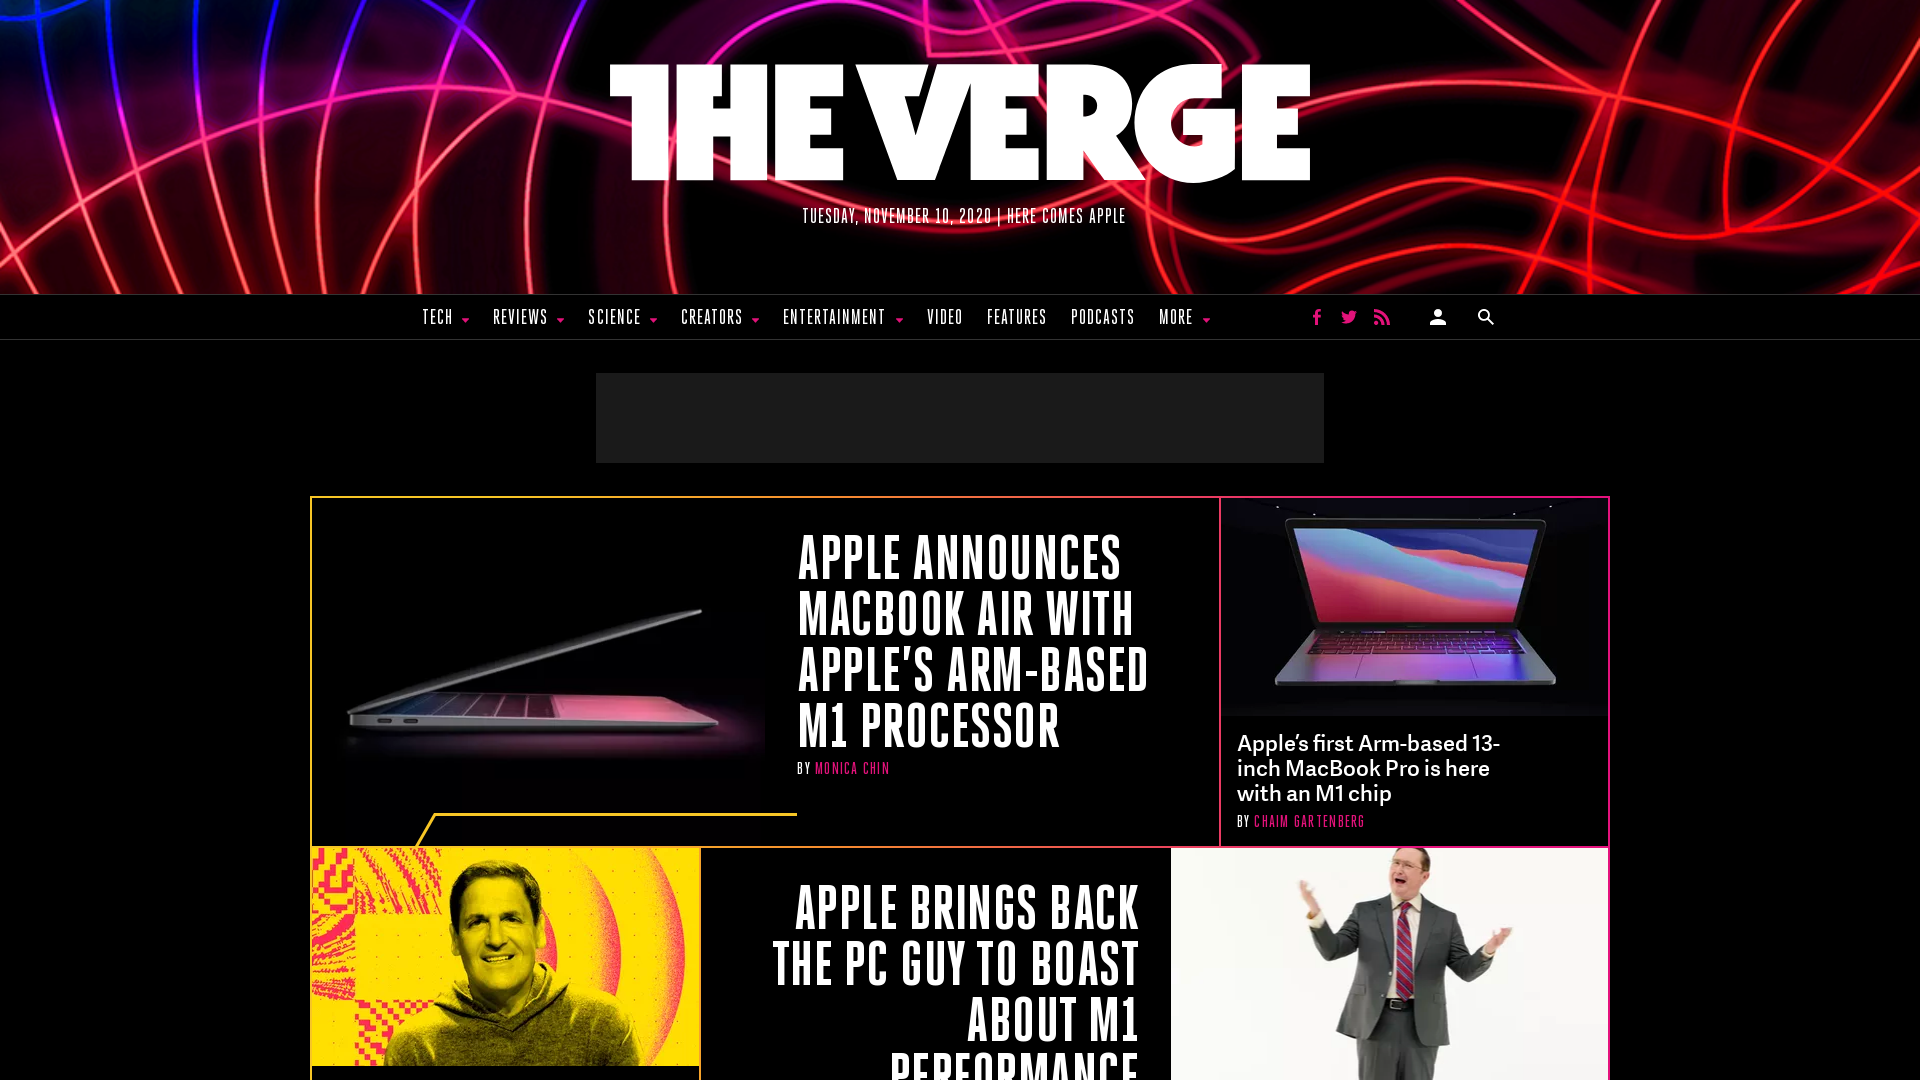 THE VERGE
TUESDAY, NOVEMBER 10, 2020 | HERE COMES APPLE
TECH REVIEWS SCIENCE CREATORS ENTERTAINMENT VIDEO FEATURES PODCASTS MORE
APPLE ANNOUNCES
MACBOOK AIR WITH
APPLE'S ARM-BASED
M1 PROCESSOR
BY MONICA CHIN
Apple’s first Arm-based 13-
inch MacBook Pro is here
with an M1 chip
BY CHAIM GARTENBERG
APPLE BRINGS BACK
THE PC GUY TO BOAST
ABOUT M1
PERFORMANCE